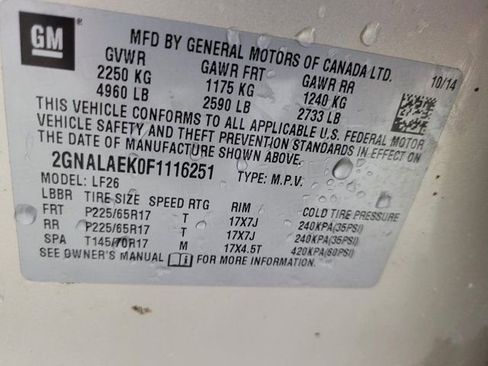 GM
MFD BY GENERAL MOTORS OF CANADA LTD.
10/14
GVWR GAWR FRT GAWR RR
2250 KG 1175 KG 1240 KG
4960 LB 2590 LB 2733 LB
THIS VEHICLE CONFORMS TO ALL APPLICABLE U.S. FEDERAL MOTOR
VEHICLE SAFETY AND THEFT PREVENTION STANDARDS IN EFFECT ON
THE DATE OF MANUFACTURE SHOWN ABOVE.
2GNALAEK0F1116251 TYPE: M.P.V.
MODEL: LF26
LBBR TIRE SIZE SPEED RTG RIM COLD TIRE PRESSURE
FRT P225/65R17 T 17X7J 240KPA(35PSI)
RR P225/65R17 T 17X7J 240KPA(35PSI)
SPA T145/70R17 M 17X4.5T 420KPA(60PSI)
SEE OWNER'S MANUAL FOR MORE INFORMATION.